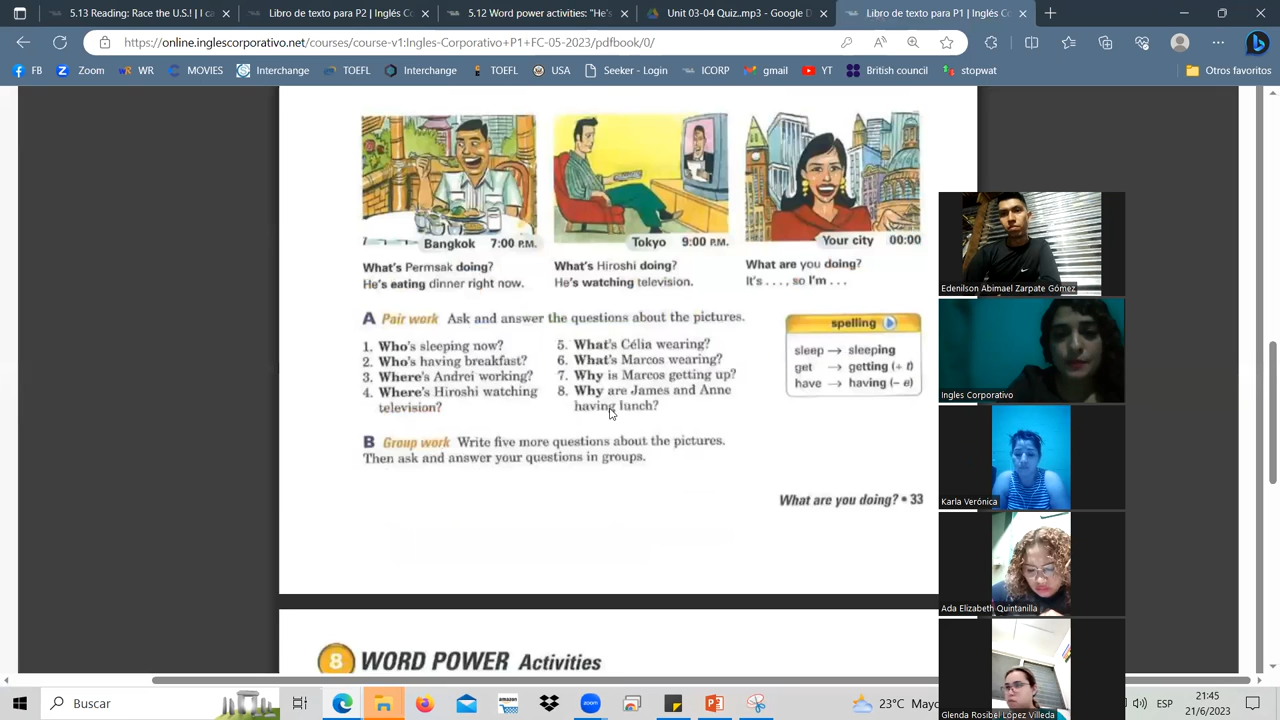 5.13 Reading: Race the U.S.! | I ca
Libro de texto para P2 | Inglés Co
5.12 Word power activities: "He's
Unit 03-04 Quiz..mp3 - Google D
Libro de texto para P1 | Inglés Co
https://online.inglescorporativo.net/courses/course-v1:Ingles-Corporativo+P1+FC-05-2023/pdfbook/0/
FB Zoom WR MOVIES Interchange TOEFL Interchange TOEFL USA Seeker - Login ICORP gmail YT British council stopwat Otros favoritos
Bangkok 7:00 P.M.
What's Permsak doing?
He's eating dinner right now.
Tokyo 9:00 P.M.
What's Hiroshi doing?
He's watching television.
Your city 00:00
What are you doing?
It's . . . , so I'm . . .
A Pair work Ask and answer the questions about the pictures.
1. Who's sleeping now?
2. Who's having breakfast?
3. Where's Andrei working?
4. Where's Hiroshi watching
television?
5. What's Célia wearing?
6. What's Marcos wearing?
7. Why is Marcos getting up?
8. Why are James and Anne
having lunch?
spelling
sleep → sleeping
get → getting (+ t)
have → having (– e)
B Group work Write five more questions about the pictures.
Then ask and answer your questions in groups.
What are you doing? • 33
8 WORD POWER Activities
Edenilson Abimael Zarpate Gómez
Ingles Corporativo
Karla Verónica
Ada Elizabeth Quintanilla
Glenda Rosibel López Villeda
Buscar
23°C Mayo
ESP
21:45
21/6/2023